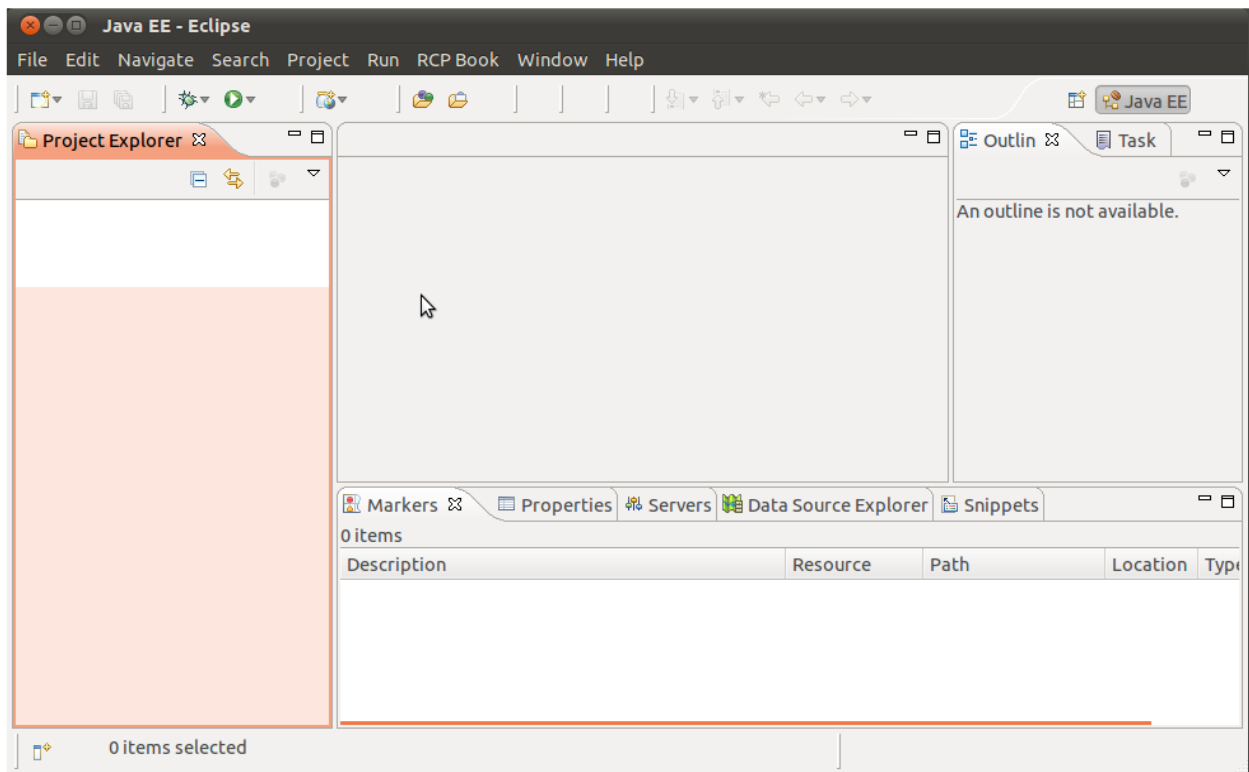 Java EE - Eclipse
File Edit Navigate Search Project Run RCP Book Window Help
Java EE
Project Explorer
Outlin Task
An outline is not available.
Markers Properties Servers Data Source Explorer Snippets
0 items
Description Resource Path Location Type
0 items selected